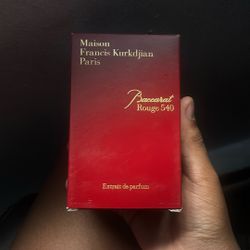 Maison
Francis Kurkdjian
Paris
Baccarat
Rouge 540
Extrait de parfum